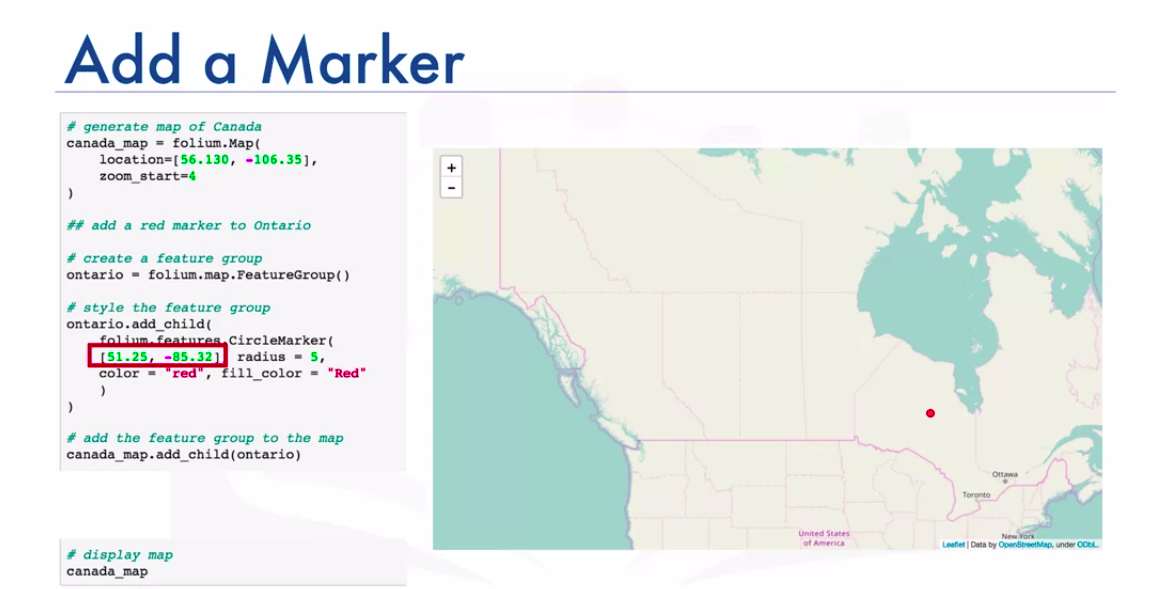 Add a Marker
# generate map of Canada
canada_map = folium.Map(
location=[56.130, -106.35],
zoom_start=4
)
## add a red marker to Ontario
# create a feature group
ontario = folium.map.FeatureGroup()
# style the feature group
ontario.add_child(
folium.features.CircleMarker(
[51.25, -85.32], radius = 5,
color = "red", fill_color = "Red"
)
)
# add the feature group to the map
canada_map.add_child(ontario)
# display map
canada_map
+
-
Ottawa
Toronto
United States
of America
New York
Leaflet | Data by OpenStreetMap, under ODbL.